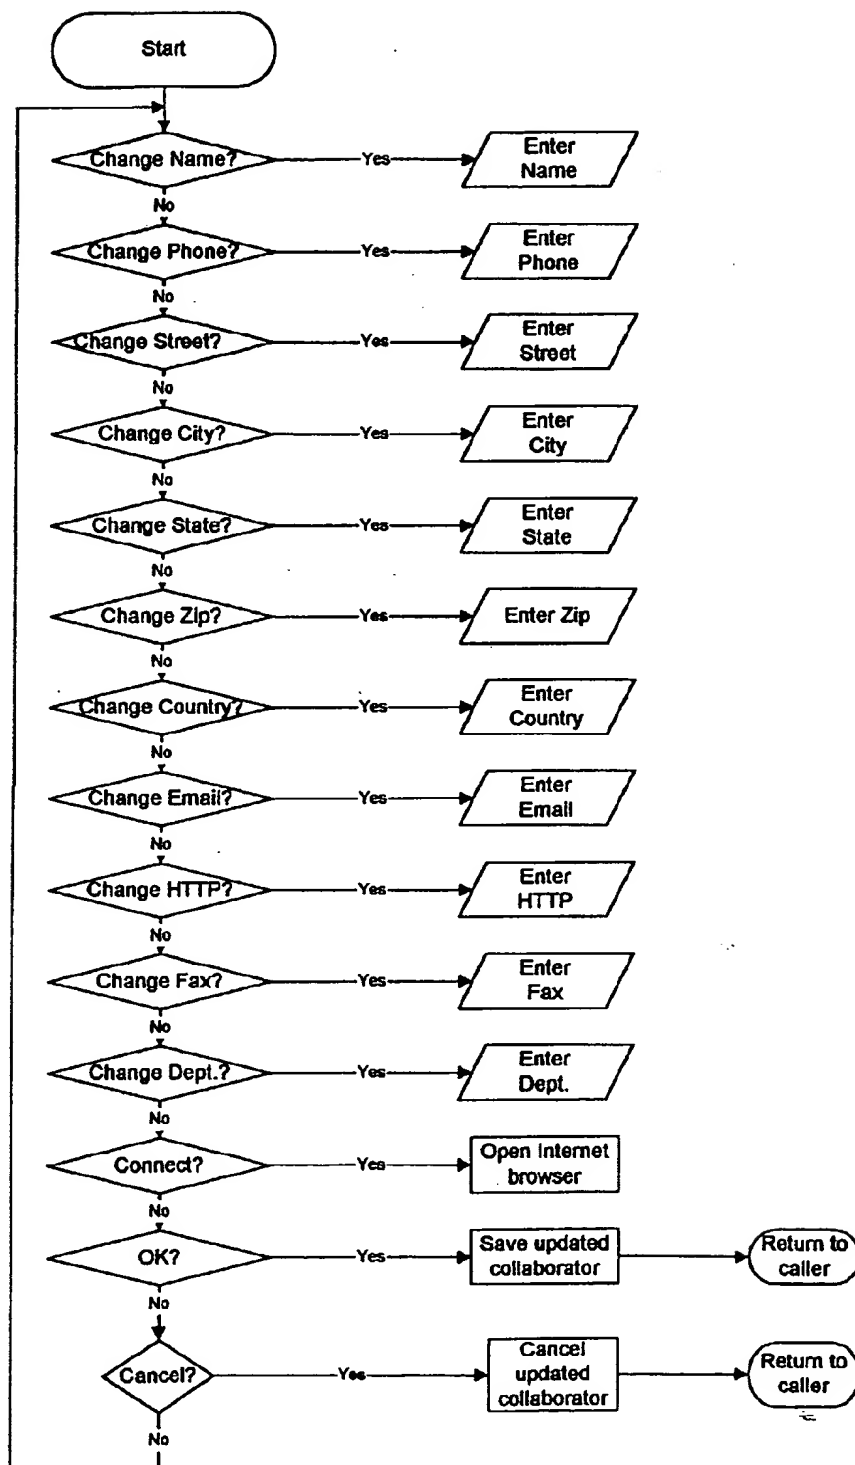 Start
Change Name?
Yes
Enter
Name
No
Change Phone?
Yes
Enter
Phone
No
Change Street?
Yes
Enter
Street
No
Change City?
Yes
Enter
City
No
Change State?
Yes
Enter
State
No
Change Zip?
Yes
Enter Zip
No
Change Country?
Yes
Enter
Country
No
Change Email?
Yes
Enter
Email
No
Change HTTP?
Yes
Enter
HTTP
No
Change Fax?
Yes
Enter
Fax
No
Change Dept.?
Yes
Enter
Dept.
No
Connect?
Yes
Open Internet
browser
No
OK?
Yes
Save updated
collaborator
Return to
caller
No
Cancel?
Yes
Cancel
updated
collaborator
Return to
caller
No